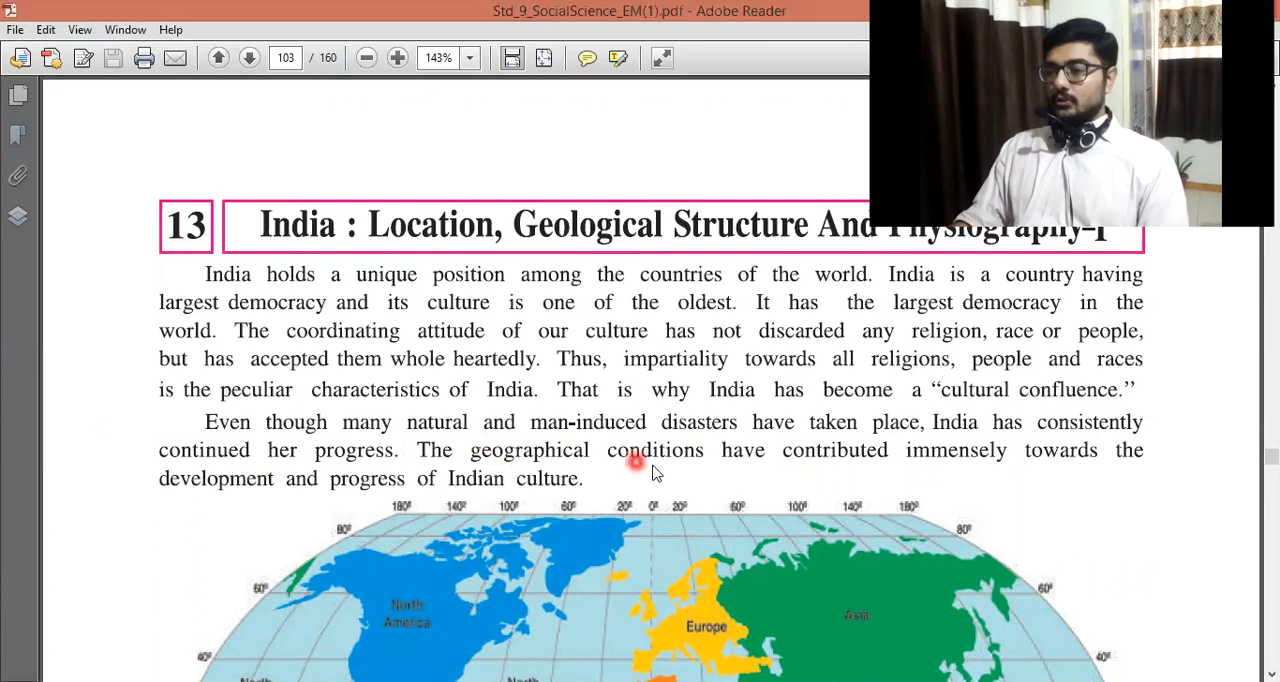 Std_9_SocialScience_EM(1).pdf - Adobe Reader
File Edit View Window Help
103 / 160 143%
13 India : Location, Geological Structure And Physiography-I
India holds a unique position among the countries of the world. India is a country having
largest democracy and its culture is one of the oldest. It has the largest democracy in the
world. The coordinating attitude of our culture has not discarded any religion, race or people,
but has accepted them whole heartedly. Thus, impartiality towards all religions, people and races
is the peculiar characteristics of India. That is why India has become a “cultural confluence.”
Even though many natural and man-induced disasters have taken place, India has consistently
continued her progress. The geographical conditions have contributed immensely towards the
development and progress of Indian culture.
180° 140° 100° 60° 20° 0° 20° 60° 100° 140° 180°
80° 80°
60° 60°
North
America
Asia
Europe
40° 40°
North North